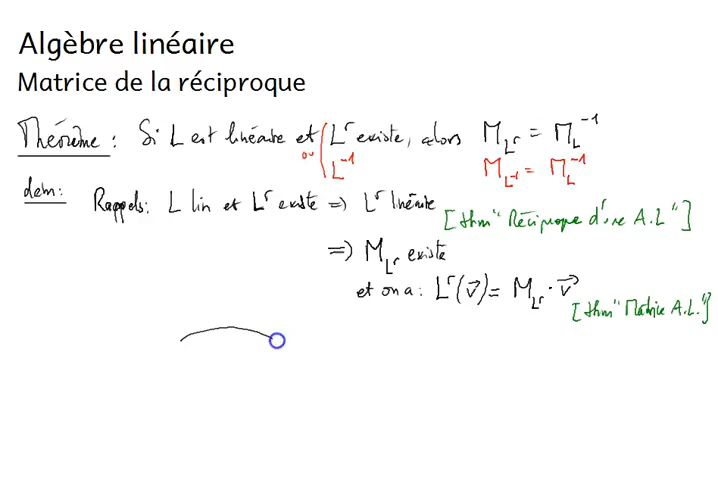 Algèbre linéaire
Matrice de la réciproque
Théorème : Si L est linéaire et L^r existe, alors M_{L^r} = M_L^{-1}
ou L^{-1} M_{L^{-1}} = M_L^{-1}
dem: Rappels: L lin et L^r existe => L^r linéaire [thm "Réciproque d'une A.L."]
=> M_{L^r} existe
et on a : L^r(v⃗) = M_{L^r} · v⃗ [thm "Matrice A.L."]